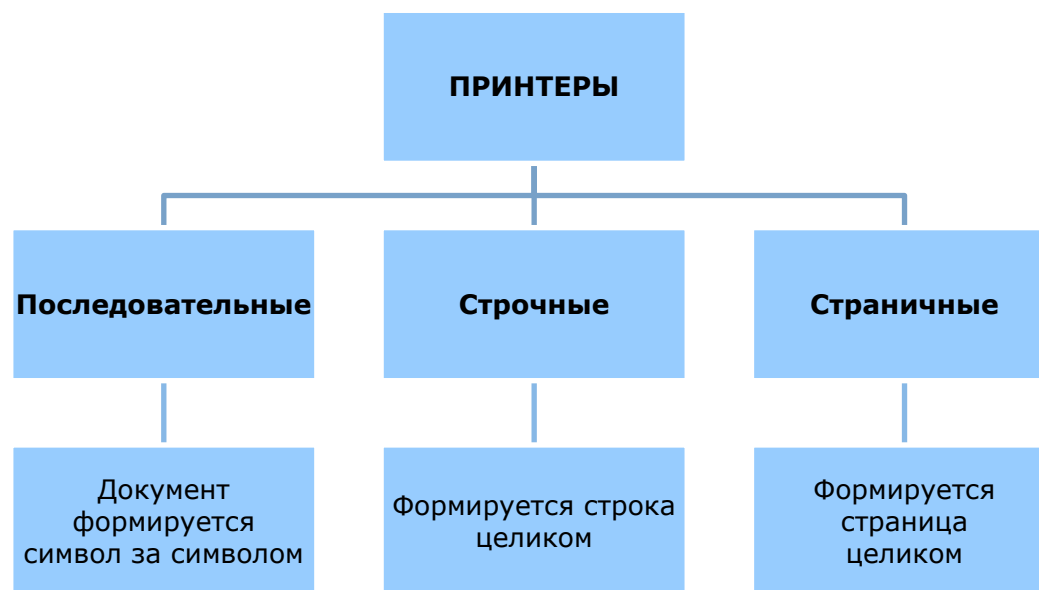 ПРИНТЕРЫ
Последовательные
Строчные
Страничные
Документ
формируется
символ за символом
Формируется строка
целиком
Формируется
страница
целиком